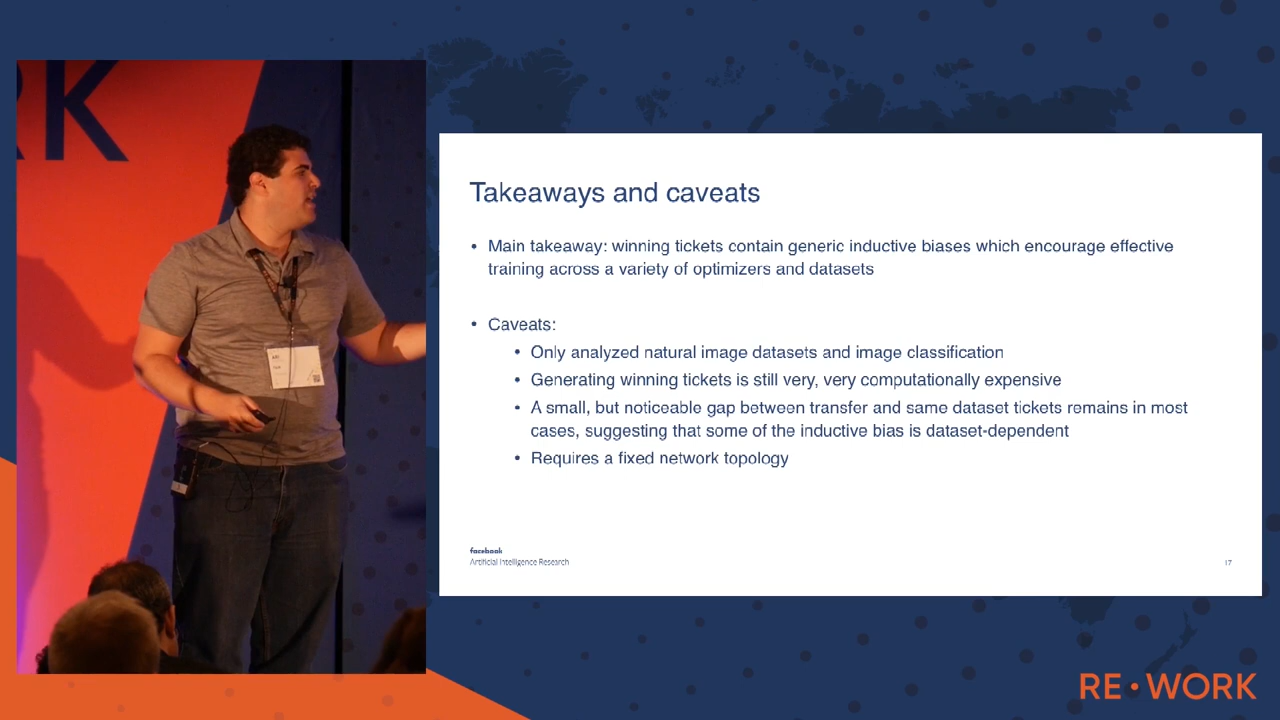 RK
ARI
Takeaways and caveats
• Main takeaway: winning tickets contain generic inductive biases which encourage effective
training across a variety of optimizers and datasets
• Caveats:
• Only analyzed natural image datasets and image classification
• Generating winning tickets is still very, very computationally expensive
• A small, but noticeable gap between transfer and same dataset tickets remains in most
cases, suggesting that some of the inductive bias is dataset-dependent
• Requires a fixed network topology
facebook
Artificial Intelligence Research
17
RE•WORK